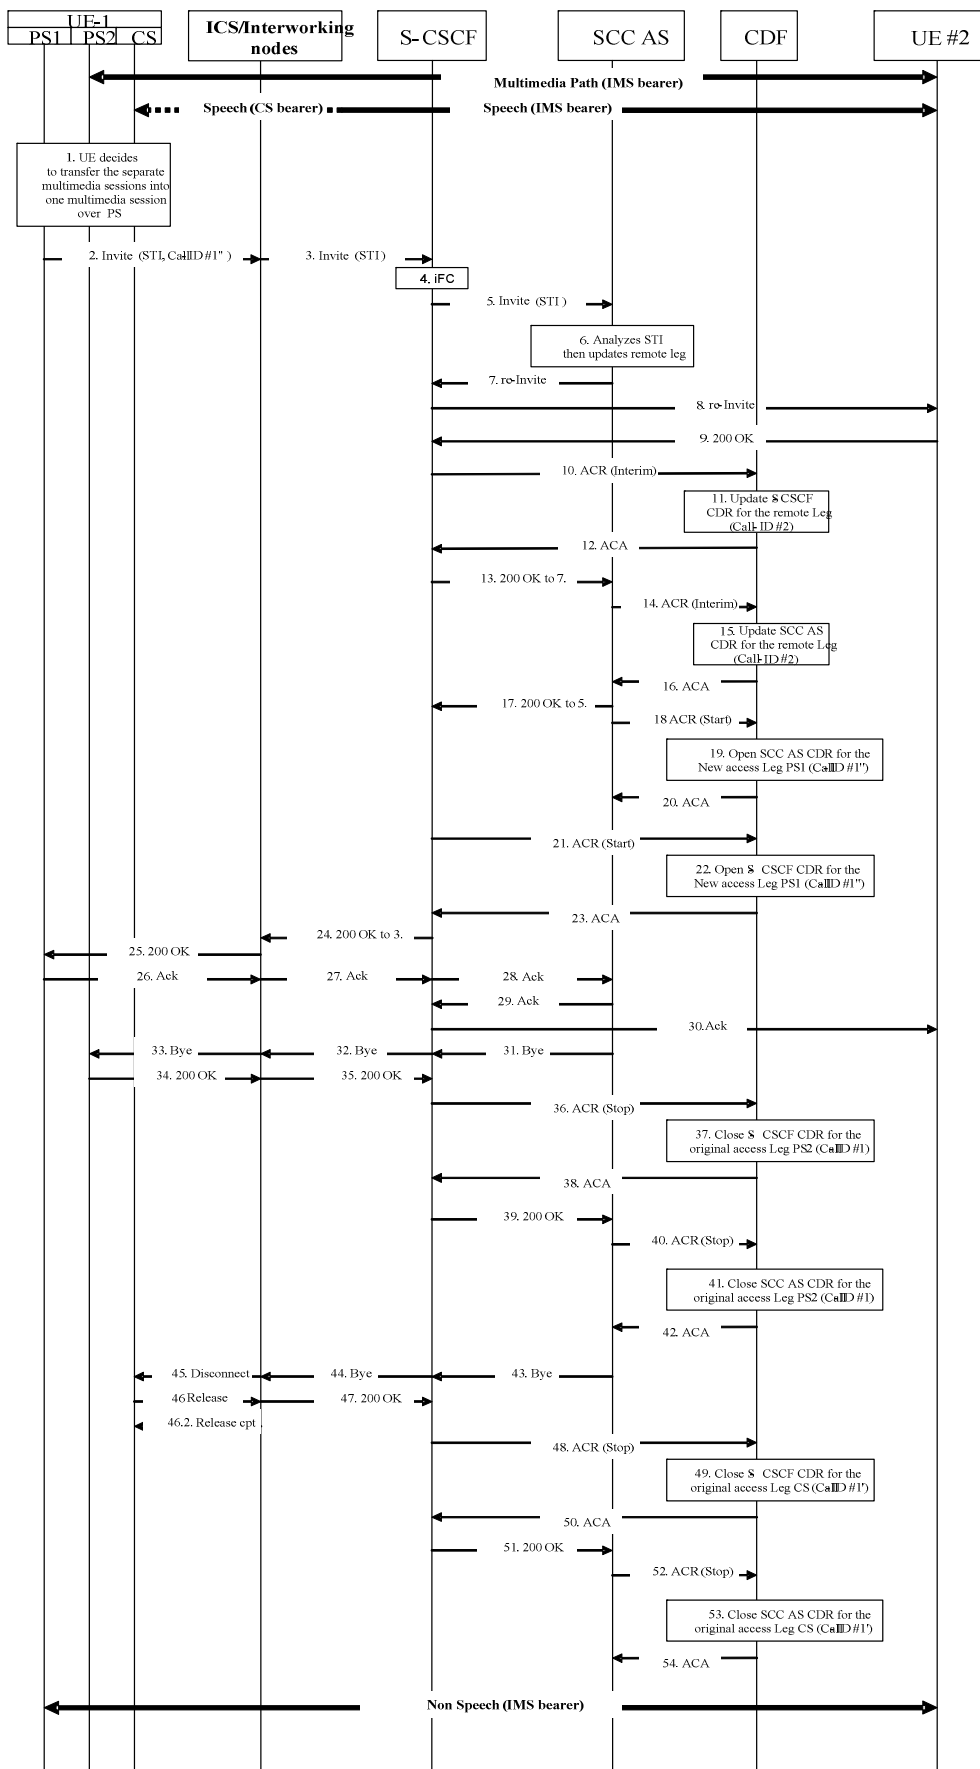 UE-1
PS1 PS2 CS
ICS/Interworking
nodes
S-CSCF
SCC AS
CDF
UE #2
Multimedia Path (IMS bearer)
Speech (CS bearer)
Speech (IMS bearer)
1. UE decides
to transfer the separate
multimedia sessions into
one multimedia session
over PS
2. Invite (STI, Call-ID #1'')
3. Invite (STI)
4. iFC
5. Invite (STI)
6. Analyzes STI
then updates remote leg
7. re-Invite
8. re-Invite
9. 200 OK
10. ACR (Interim)
11. Update S-CSCF
CDR for the remote Leg
(Call-ID #2)
12. ACA
13. 200 OK to 7.
14. ACR (Interim)
15. Update SCC AS
CDR for the remote Leg
(Call-ID #2)
16. ACA
17. 200 OK to 5.
18 ACR (Start)
19. Open SCC AS CDR for the
New access Leg PS1 (Call-ID #1'')
20. ACA
21. ACR (Start)
22. Open S-CSCF CDR for the
New access Leg PS1 (Call-ID #1'')
23. ACA
24. 200 OK to 3.
25. 200 OK
26. Ack
27. Ack
28. Ack
29. Ack
30. Ack
33. Bye
32. Bye
31. Bye
34. 200 OK
35. 200 OK
36. ACR (Stop)
37. Close S-CSCF CDR for the
original access Leg PS2 (Call-ID #1)
38. ACA
39. 200 OK
40. ACR (Stop)
41. Close SCC AS CDR for the
original access Leg PS2 (Call-ID #1)
42. ACA
45. Disconnect
44. Bye
43. Bye
46 Release
47. 200 OK
46.2. Release cpt
48. ACR (Stop)
49. Close S-CSCF CDR for the
original access Leg CS (Call-ID #1')
50. ACA
51. 200 OK
52. ACR (Stop)
53. Close SCC AS CDR for the
original access Leg CS (Call-ID #1')
54. ACA
Non Speech (IMS bearer)